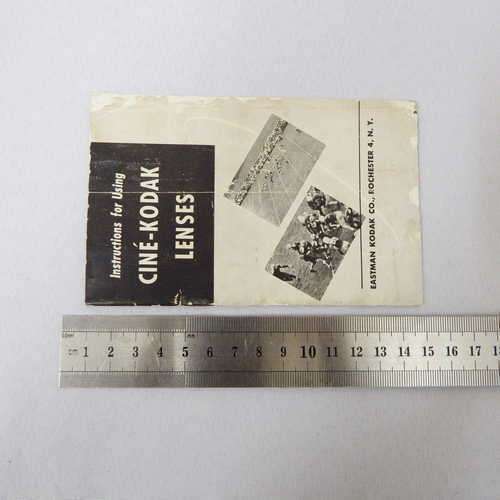 Instructions for Using
CINÉ-KODAK
LENSES
EASTMAN KODAK CO., ROCHESTER 4, N. Y.
1 2 3 4 5 6 7 8 9 10 11 12 13 14 15 16 17